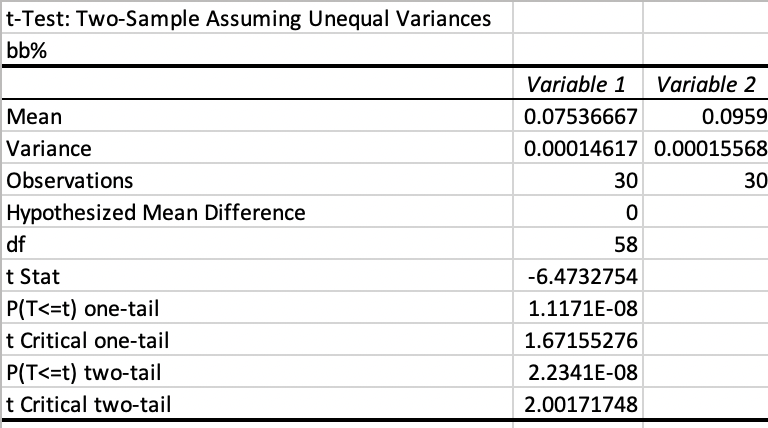 t-Test: Two-Sample Assuming Unequal Variances
bb%
Variable 1 Variable 2
Mean 0.07536667 0.0959
Variance 0.00014617 0.00015568
Observations 30 30
Hypothesized Mean Difference 0
df 58
t Stat -6.4732754
P(T<=t) one-tail 1.1171E-08
t Critical one-tail 1.67155276
P(T<=t) two-tail 2.2341E-08
t Critical two-tail 2.00171748